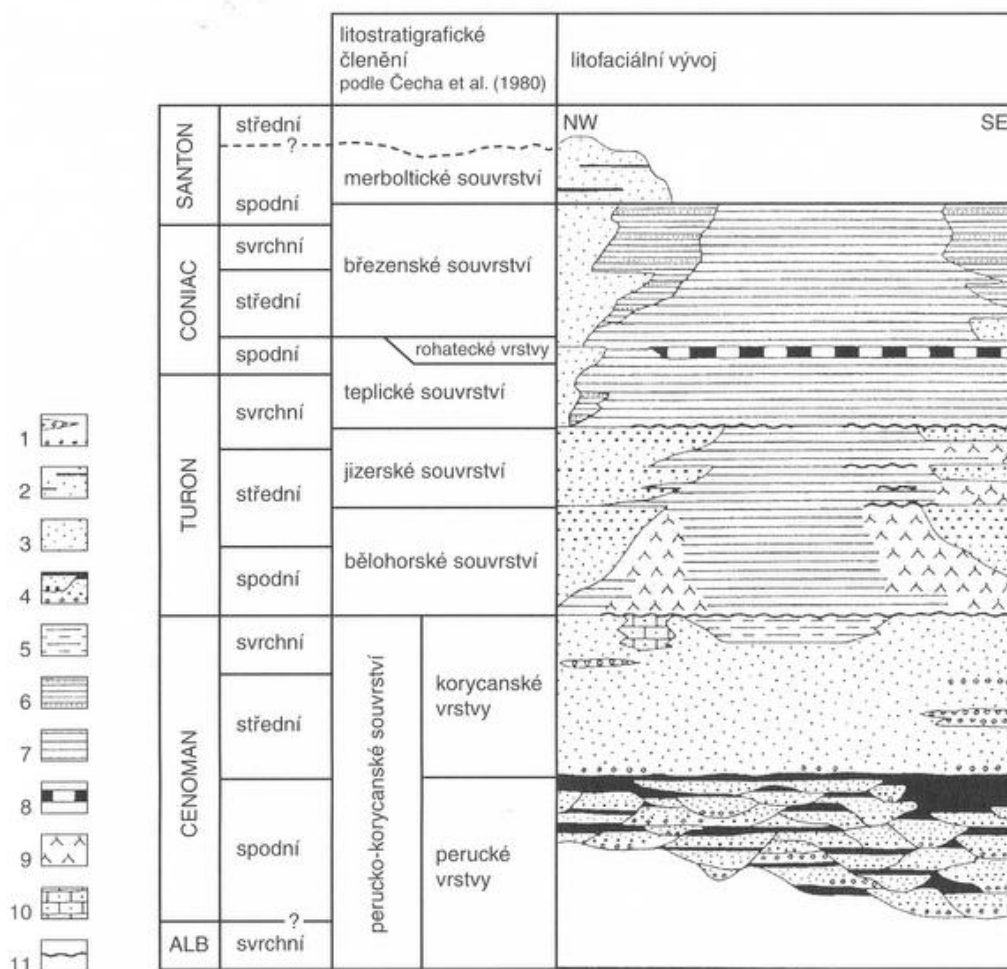 litostratigrafické
členění
podle Čecha et al. (1980)
litofaciální vývoj
SANTON
střední
?
spodní
merboltické souvrství
NW
SE
CONIAC
svrchní
střední
spodní
březenské souvrství
rohatecké vrstvy
teplické souvrství
TURON
svrchní
střední
spodní
jizerské souvrství
bělohorské souvrství
CENOMAN
svrchní
střední
spodní
perucko-korycanské souvrství
korycanské
vrstvy
perucké
vrstvy
?
ALB
svrchní
1
2
3
4
5
6
7
8
9
10
11